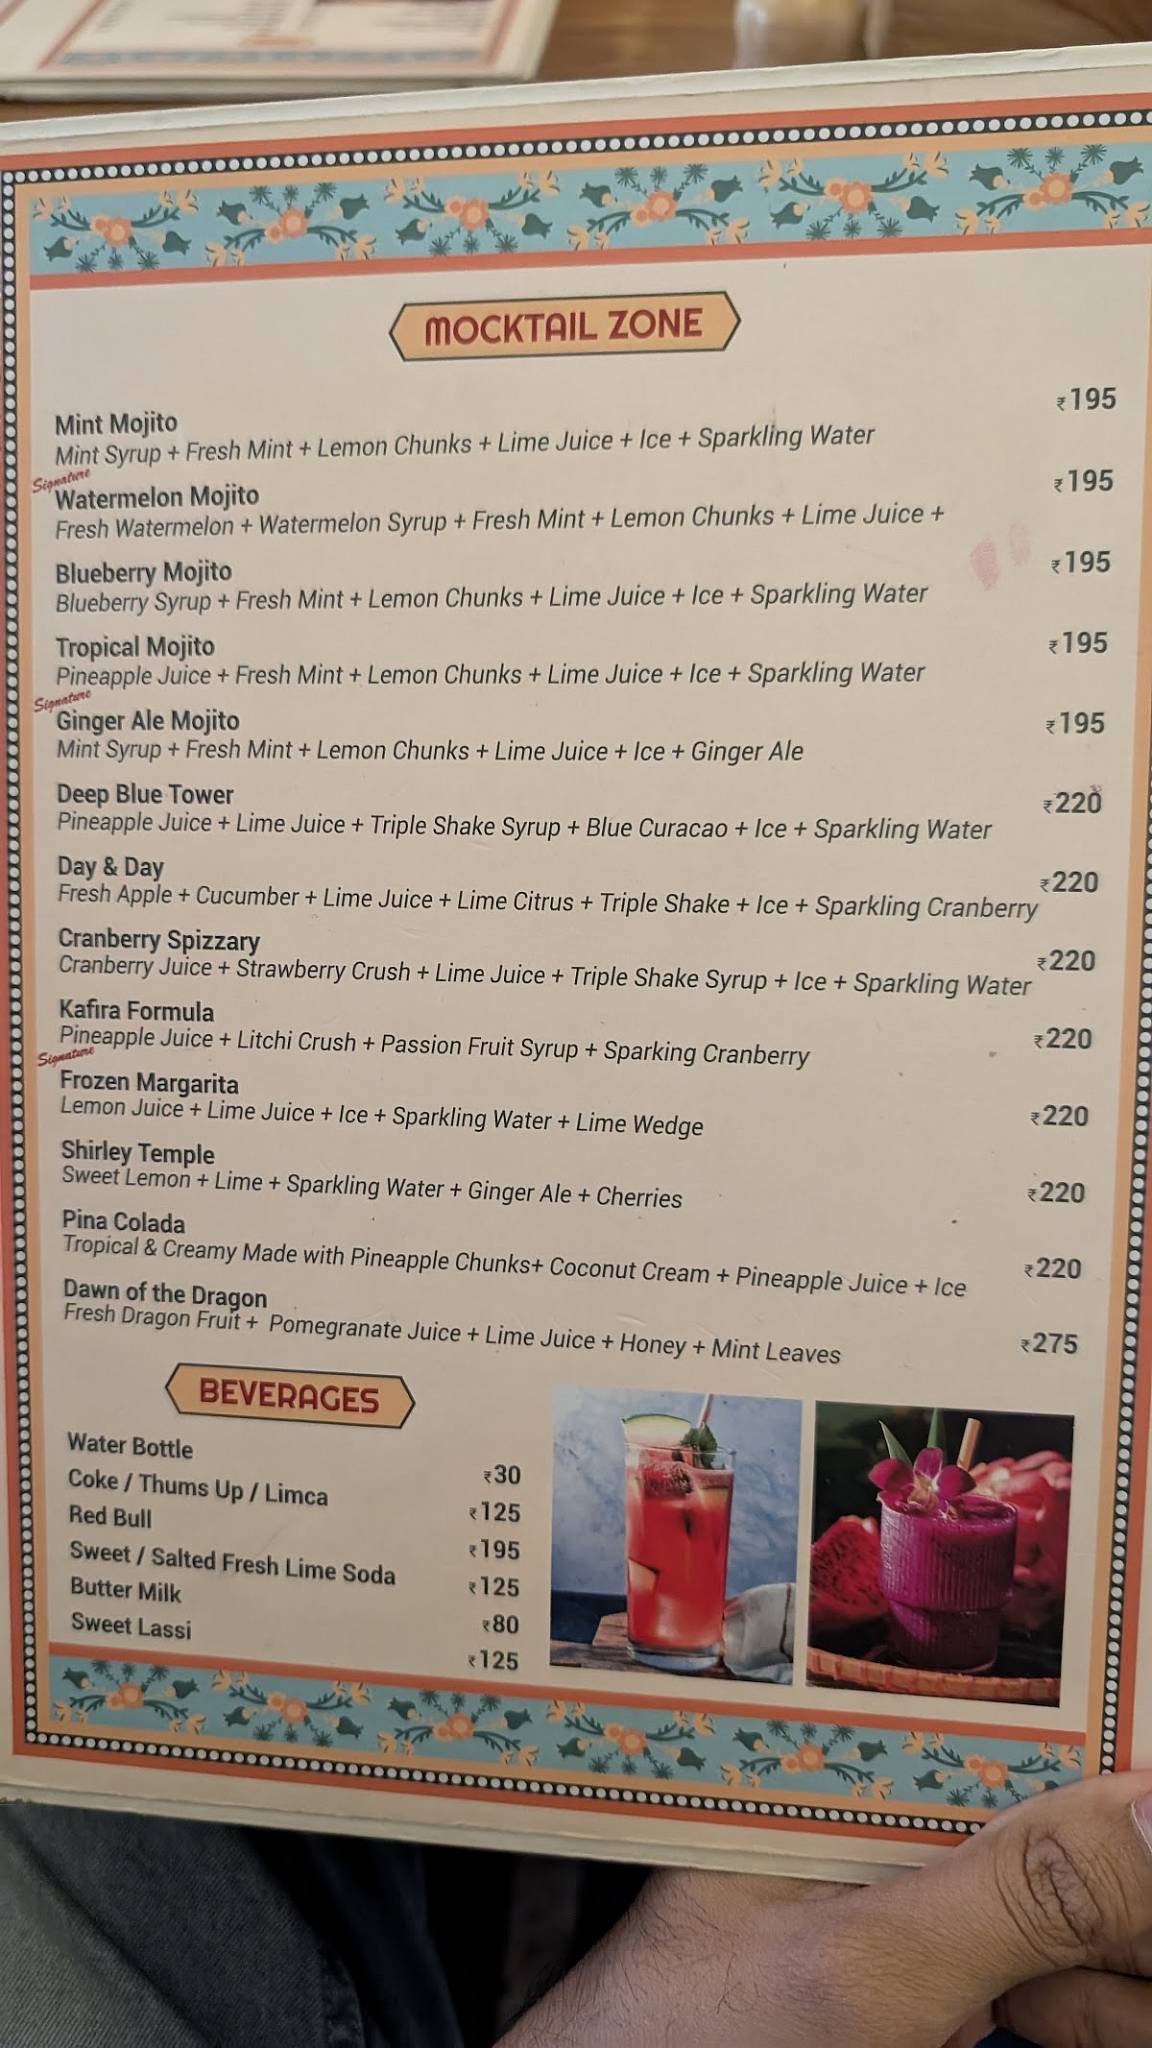 MOCKTAIL ZONE
Mint Mojito ₹195
Mint Syrup + Fresh Mint + Lemon Chunks + Lime Juice + Ice + Sparkling Water
Signature
Watermelon Mojito ₹195
Fresh Watermelon + Watermelon Syrup + Fresh Mint + Lemon Chunks + Lime Juice +
Blueberry Mojito ₹195
Blueberry Syrup + Fresh Mint + Lemon Chunks + Lime Juice + Ice + Sparkling Water
Tropical Mojito ₹195
Pineapple Juice + Fresh Mint + Lemon Chunks + Lime Juice + Ice + Sparkling Water
Signature
Ginger Ale Mojito ₹195
Mint Syrup + Fresh Mint + Lemon Chunks + Lime Juice + Ice + Ginger Ale
Deep Blue Tower ₹220
Pineapple Juice + Lime Juice + Triple Shake Syrup + Blue Curacao + Ice + Sparkling Water
Day & Day ₹220
Fresh Apple + Cucumber + Lime Juice + Lime Citrus + Triple Shake + Ice + Sparkling Cranberry
Cranberry Spizzary ₹220
Cranberry Juice + Strawberry Crush + Lime Juice + Triple Shake Syrup + Ice + Sparkling Water
Kafira Formula ₹220
Pineapple Juice + Litchi Crush + Passion Fruit Syrup + Sparking Cranberry
Signature
Frozen Margarita ₹220
Lemon Juice + Lime Juice + Ice + Sparkling Water + Lime Wedge
Shirley Temple ₹220
Sweet Lemon + Lime + Sparkling Water + Ginger Ale + Cherries
Pina Colada ₹220
Tropical & Creamy Made with Pineapple Chunks+ Coconut Cream + Pineapple Juice + Ice
Dawn of the Dragon ₹275
Fresh Dragon Fruit + Pomegranate Juice + Lime Juice + Honey + Mint Leaves
BEVERAGES
Water Bottle ₹30
Coke / Thums Up / Limca ₹125
Red Bull ₹195
Sweet / Salted Fresh Lime Soda ₹125
Butter Milk ₹80
Sweet Lassi ₹125